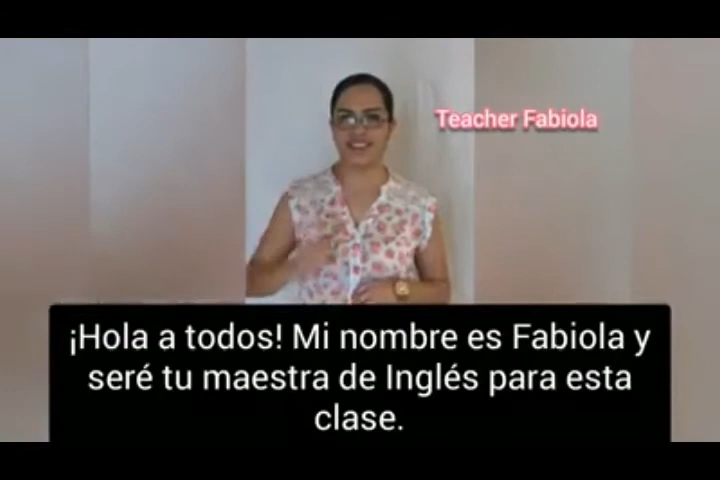 Teacher Fabiola
¡Hola a todos! Mi nombre es Fabiola y
seré tu maestra de Inglés para esta
clase.